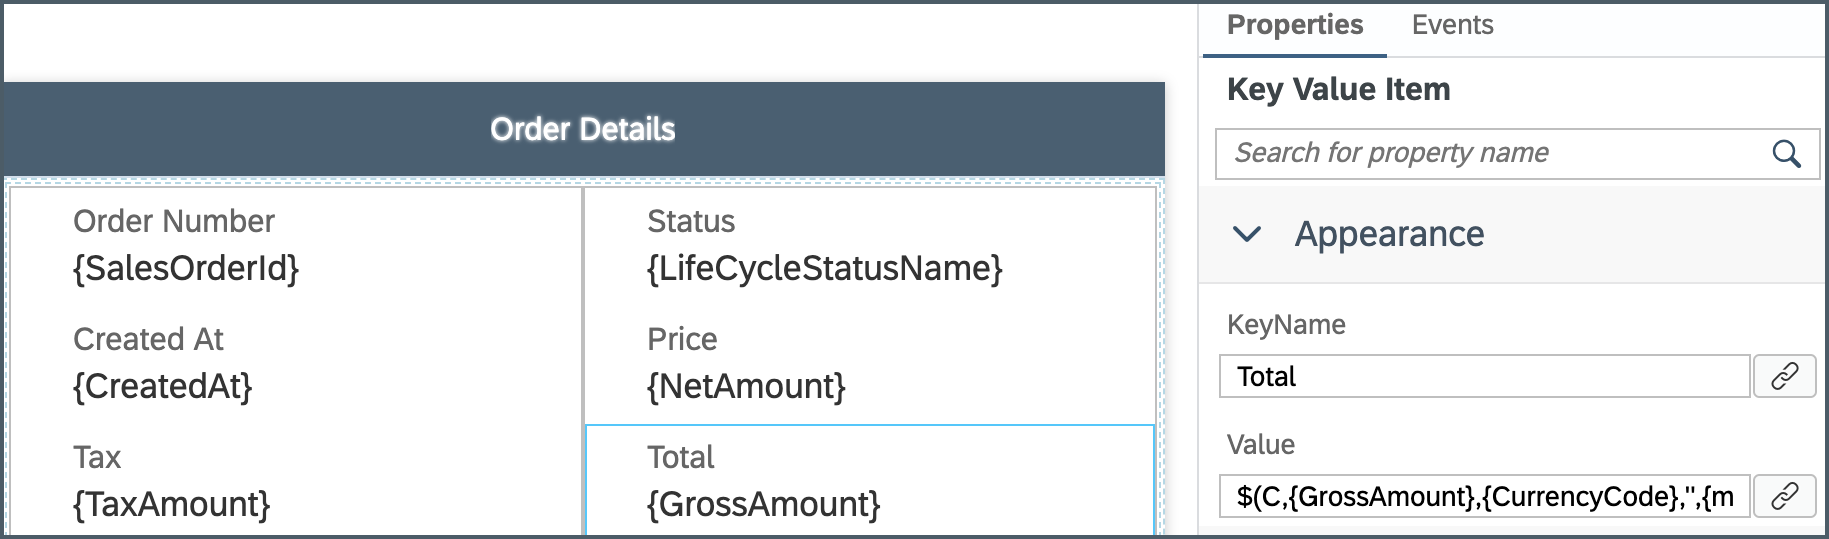 Order Details
Order Number
{SalesOrderId}
Status
{LifeCycleStatusName}
Created At
{CreatedAt}
Price
{NetAmount}
Tax
{TaxAmount}
Total
{GrossAmount}
Properties Events
Key Value Item
Search for property name
Appearance
KeyName
Total
Value
$(C,{GrossAmount},{CurrencyCode},'',{m